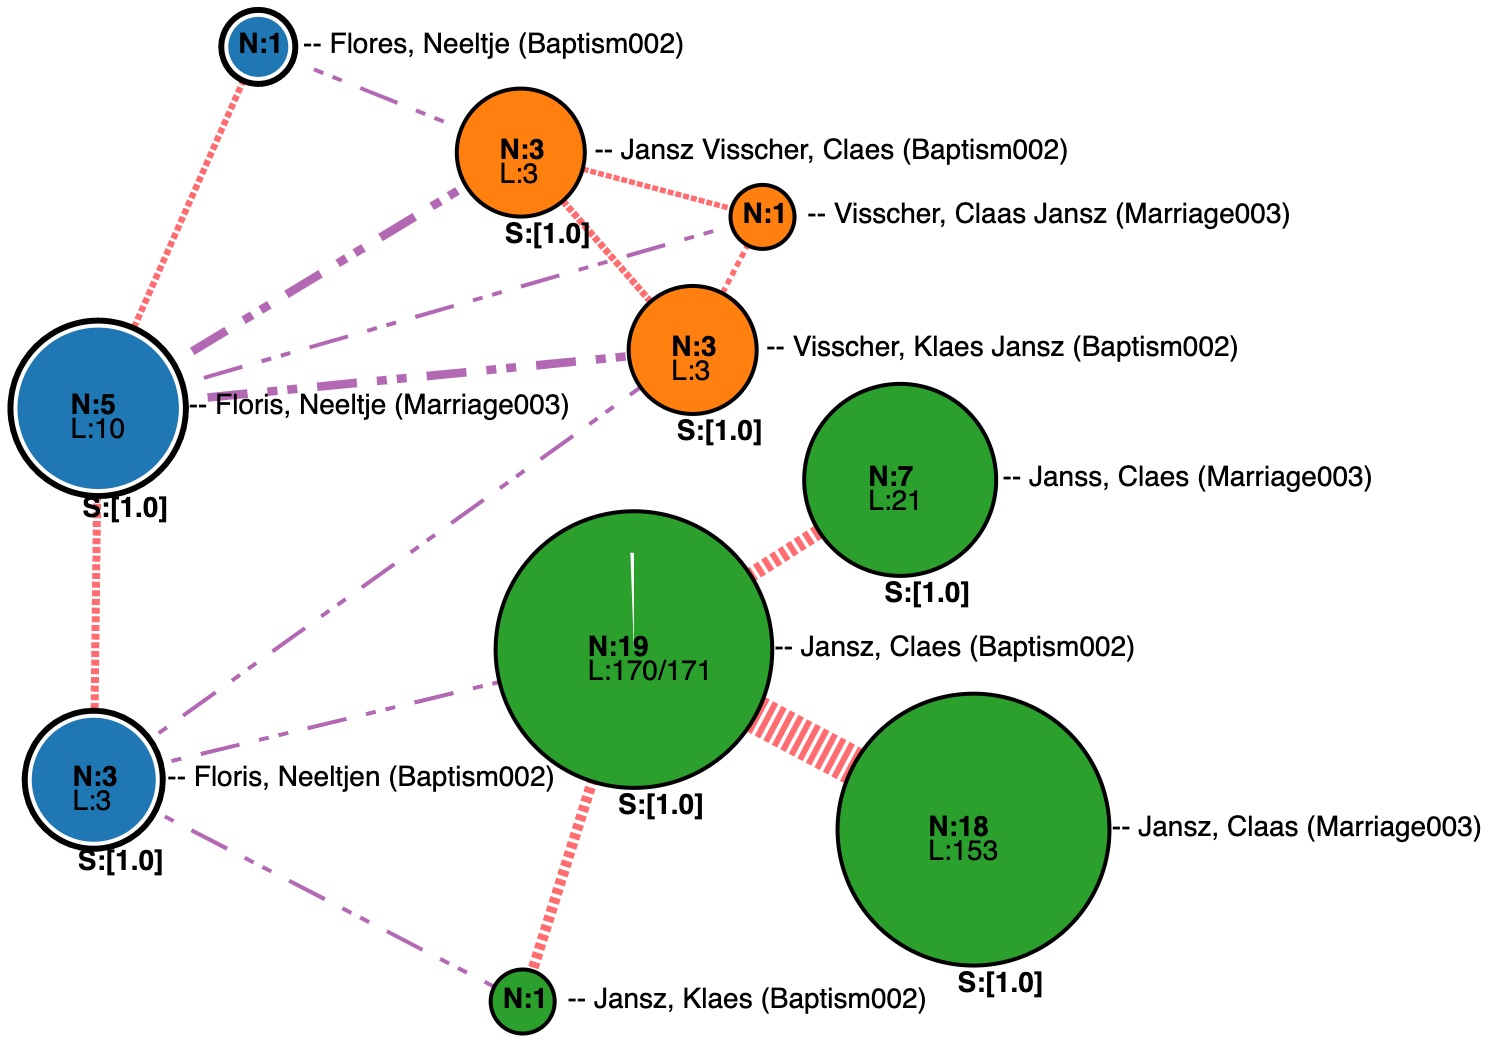 N:1 -- Flores, Neeltje (Baptism002)
N:3 -- Jansz Visscher, Claes (Baptism002)
L:3
S:[1.0]
N:1 -- Visscher, Claas Jansz (Marriage003)
N:3 -- Visscher, Klaes Jansz (Baptism002)
L:3
S:[1.0]
N:5 -- Floris, Neeltje (Marriage003)
L:10
S:[1.0]
N:7 -- Janss, Claes (Marriage003)
L:21
S:[1.0]
N:19 -- Jansz, Claes (Baptism002)
L:170/171
S:[1.0]
N:3 -- Floris, Neeltjen (Baptism002)
L:3
S:[1.0]
N:18 -- Jansz, Claas (Marriage003)
L:153
S:[1.0]
N:1 -- Jansz, Klaes (Baptism002)